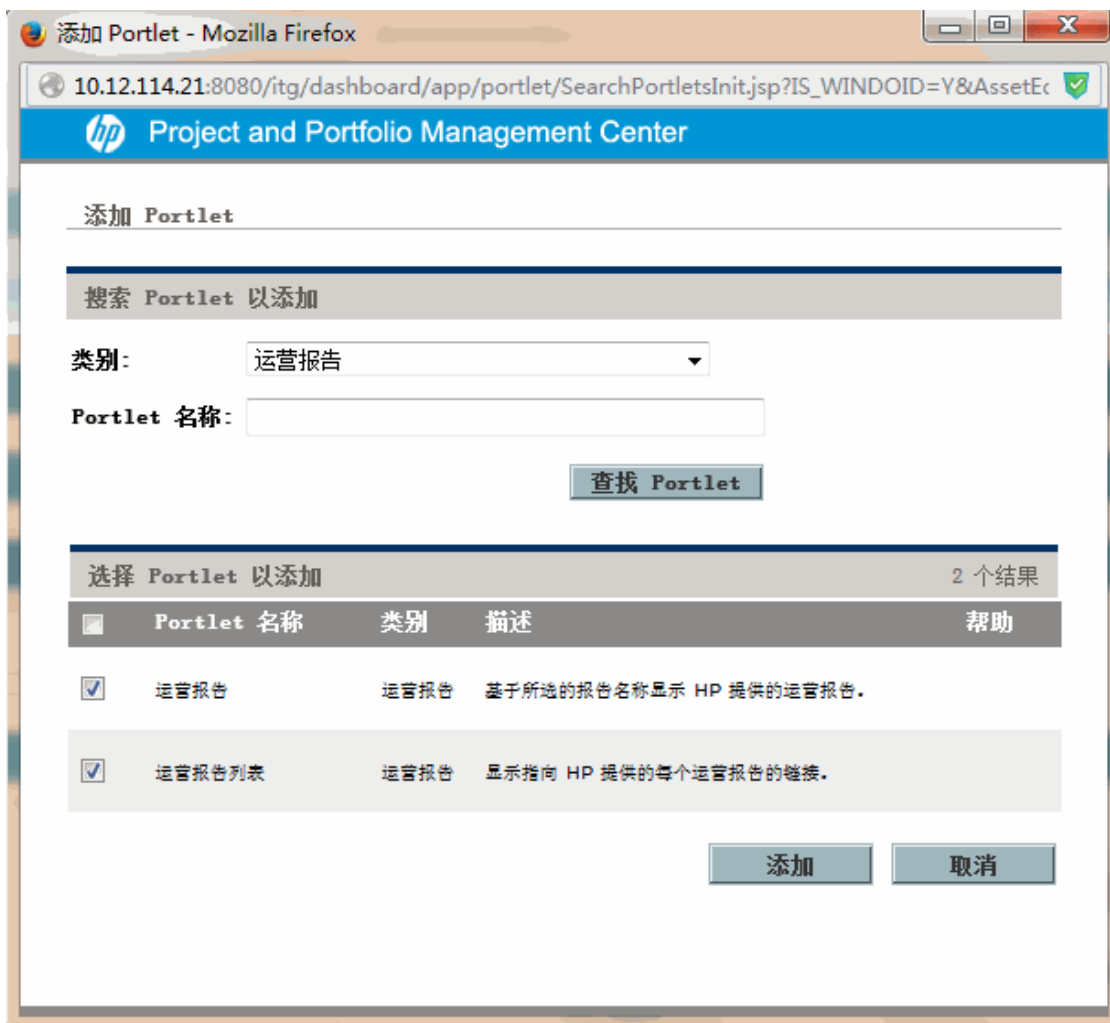 添加 Portlet - Mozilla Firefox
10.12.114.21:8080/itg/dashboard/app/portlet/SearchPortletsInit.jsp?IS_WINDOID=Y&AssetEc
hp Project and Portfolio Management Center
添加 Portlet
搜索 Portlet 以添加
类别: 运营报告
Portlet 名称:
查找 Portlet
选择 Portlet 以添加 2 个结果
Portlet 名称 类别 描述 帮助
运营报告 运营报告 基于所选的报告名称显示 HP 提供的运营报告。
运营报告列表 运营报告 显示指向 HP 提供的每个运营报告的链接。
添加 取消